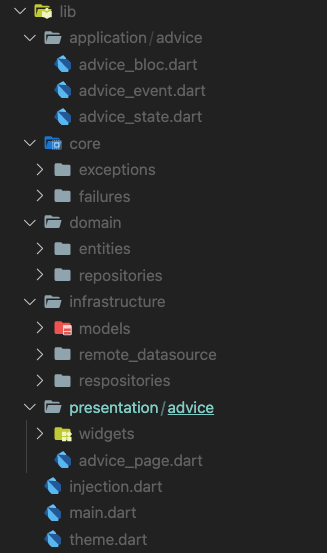 lib
application/advice
advice_bloc.dart
advice_event.dart
advice_state.dart
core
exceptions
failures
domain
entities
repositories
infrastructure
models
remote_datasource
respositories
presentation/advice
widgets
advice_page.dart
injection.dart
main.dart
theme.dart